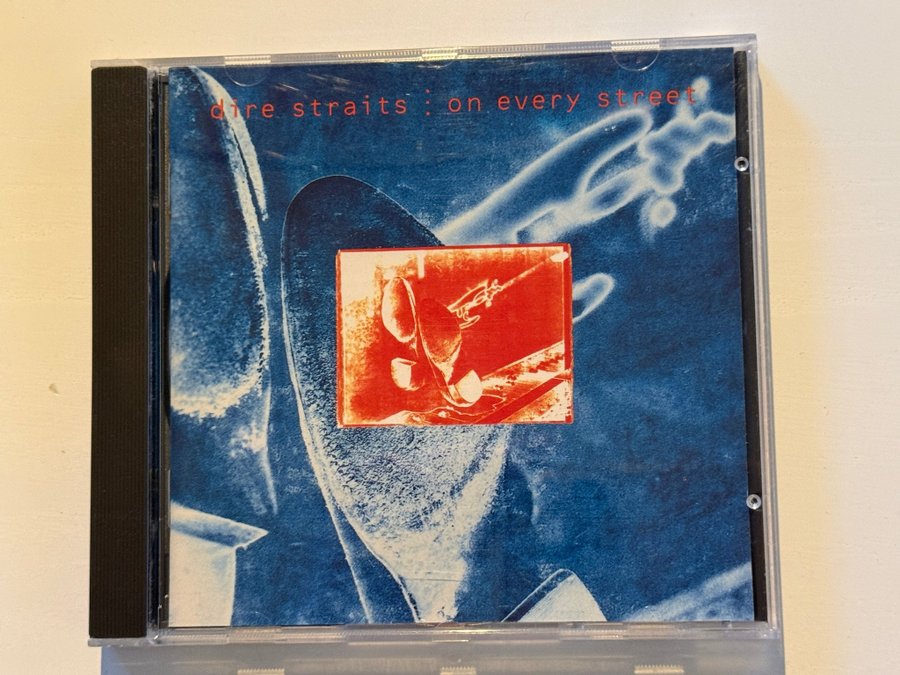 dire straits : on every street